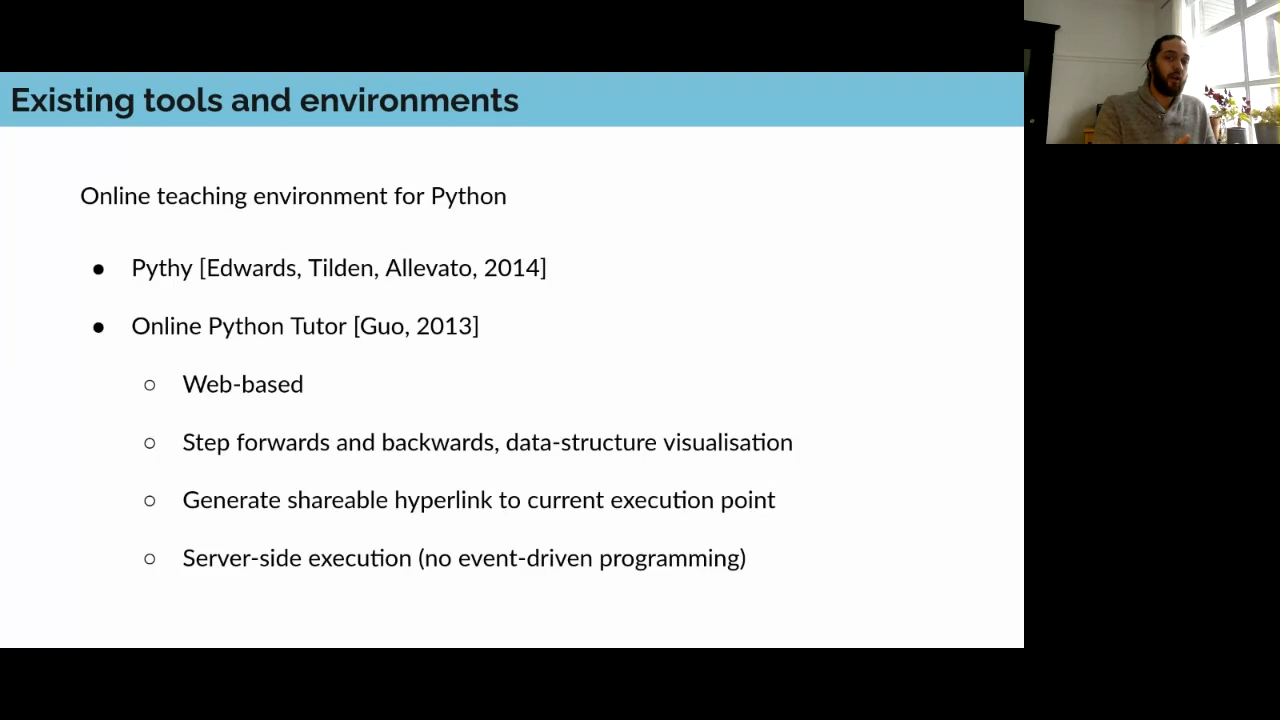 Existing tools and environments
Online teaching environment for Python
● Pythy [Edwards, Tilden, Allevato, 2014]
● Online Python Tutor [Guo, 2013]
○ Web-based
○ Step forwards and backwards, data-structure visualisation
○ Generate shareable hyperlink to current execution point
○ Server-side execution (no event-driven programming)